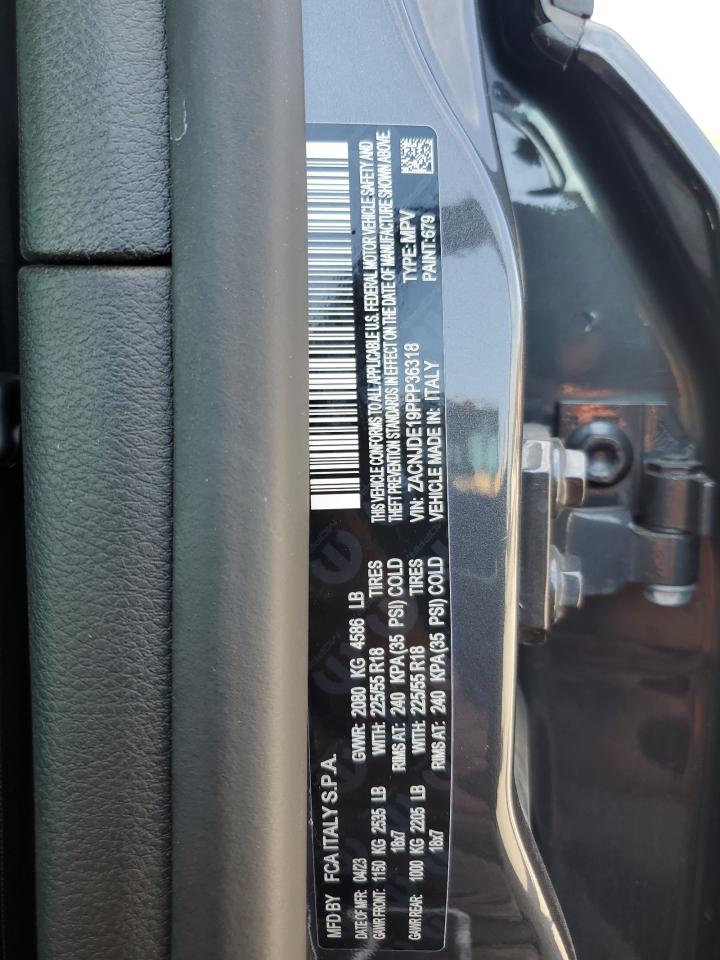 MFD BY FCA ITALY S.P.A.
DATE OF MFR: 04/23 GVWR: 2080 KG 4586 LB
GAWR FRONT: 1150 KG 2535 LB WITH: 225/55 R18 TIRES
18x7 RIMS AT: 240 KPA(35 PSI) COLD
GAWR REAR: 1000 KG 2205 LB WITH: 225/55 R18 TIRES
18x7 RIMS AT: 240 KPA(35 PSI) COLD
THIS VEHICLE CONFORMS TO ALL APPLICABLE U.S. FEDERAL MOTOR VEHICLE SAFETY AND
THEFT PREVENTION STANDARDS IN EFFECT ON THE DATE OF MANUFACTURE SHOWN ABOVE.
VIN: ZACNJDE19PPP36318 TYPE: MPV
VEHICLE MADE IN: ITALY PAINT:679